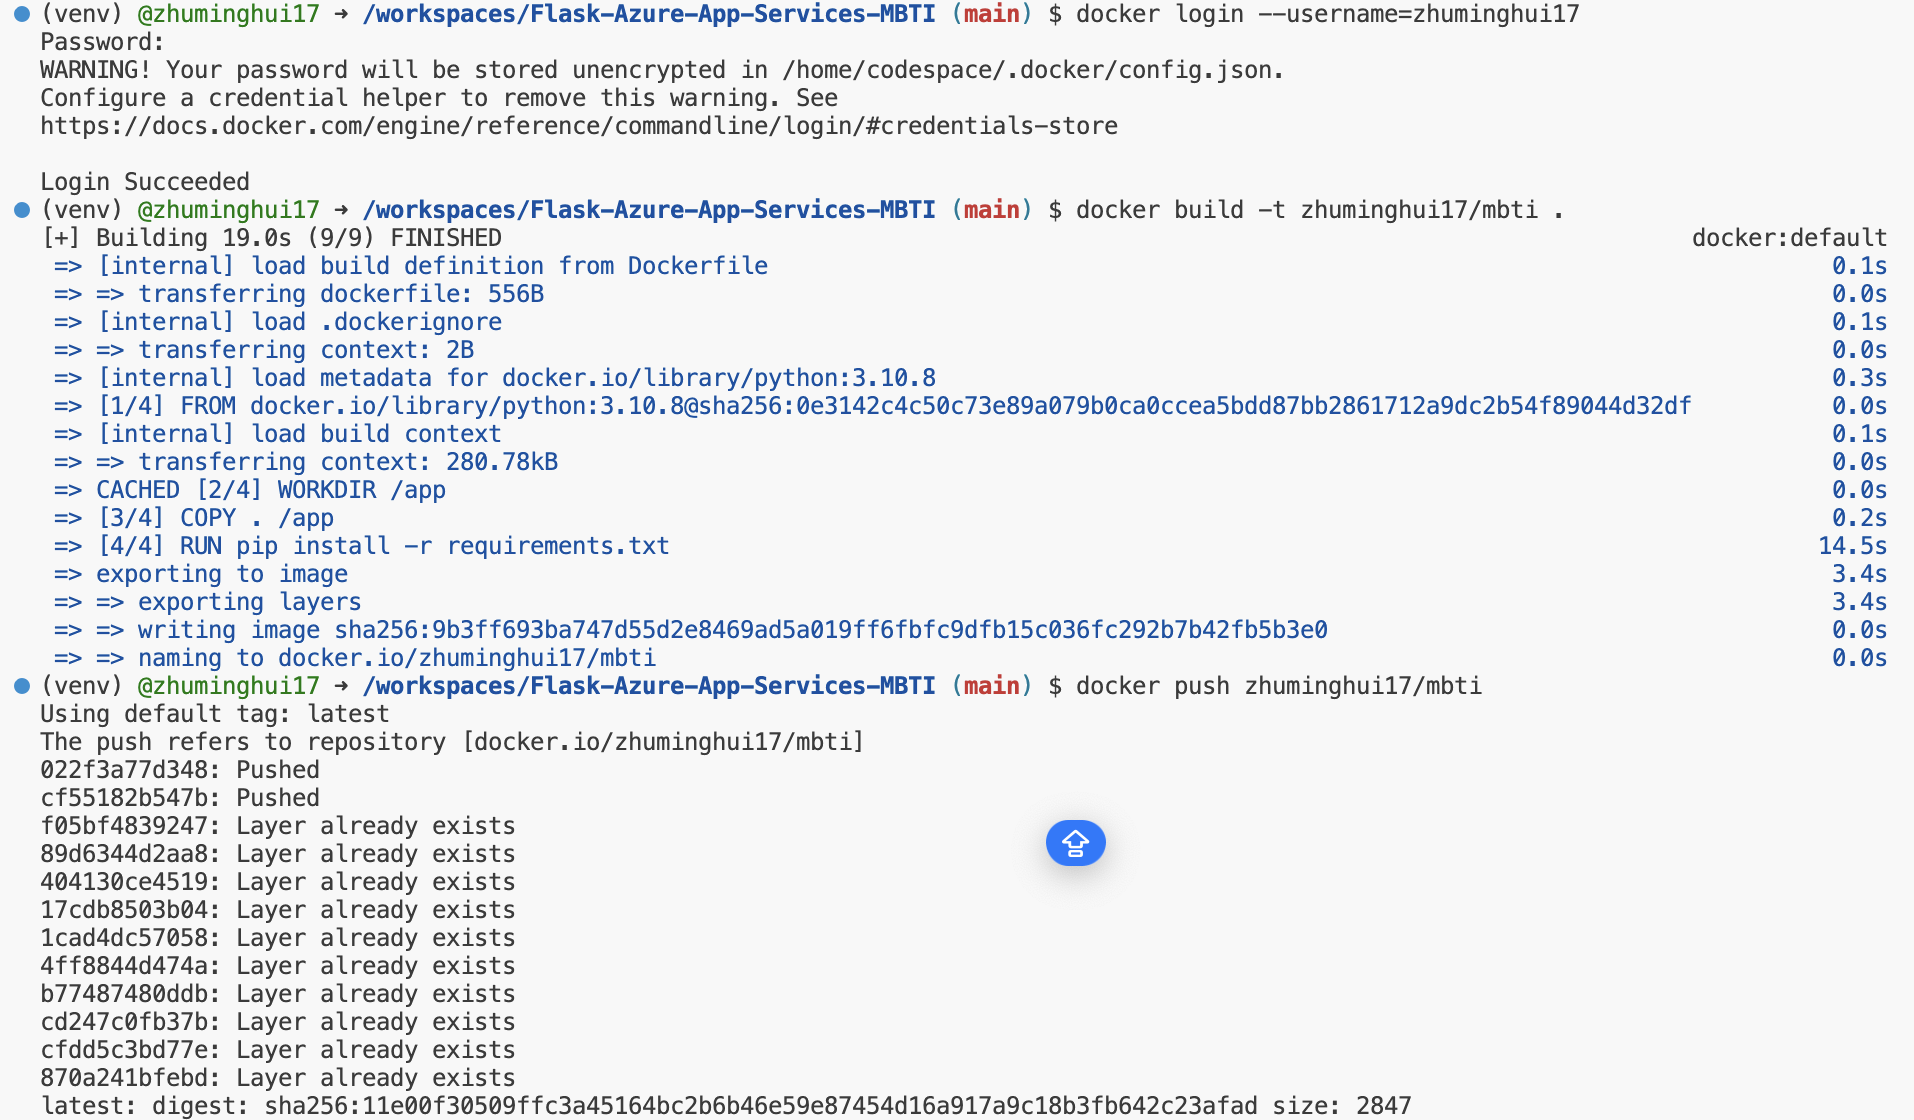 (venv) @zhuminghui17 → /workspaces/Flask-Azure-App-Services-MBTI (main) $ docker login --username=zhuminghui17
Password:
WARNING! Your password will be stored unencrypted in /home/codespace/.docker/config.json.
Configure a credential helper to remove this warning. See
https://docs.docker.com/engine/reference/commandline/login/#credentials-store
Login Succeeded
(venv) @zhuminghui17 → /workspaces/Flask-Azure-App-Services-MBTI (main) $ docker build -t zhuminghui17/mbti .
[+] Building 19.0s (9/9) FINISHED docker:default
=> [internal] load build definition from Dockerfile 0.1s
=> => transferring dockerfile: 556B 0.0s
=> [internal] load .dockerignore 0.1s
=> => transferring context: 2B 0.0s
=> [internal] load metadata for docker.io/library/python:3.10.8 0.3s
=> [1/4] FROM docker.io/library/python:3.10.8@sha256:0e3142c4c50c73e89a079b0ca0ccea5bdd87bb2861712a9dc2b54f89044d32df 0.0s
=> [internal] load build context 0.1s
=> => transferring context: 280.78kB 0.0s
=> CACHED [2/4] WORKDIR /app 0.0s
=> [3/4] COPY . /app 0.2s
=> [4/4] RUN pip install -r requirements.txt 14.5s
=> exporting to image 3.4s
=> => exporting layers 3.4s
=> => writing image sha256:9b3ff693ba747d55d2e8469ad5a019ff6fbfc9dfb15c036fc292b7b42fb5b3e0 0.0s
=> => naming to docker.io/zhuminghui17/mbti 0.0s
(venv) @zhuminghui17 → /workspaces/Flask-Azure-App-Services-MBTI (main) $ docker push zhuminghui17/mbti
Using default tag: latest
The push refers to repository [docker.io/zhuminghui17/mbti]
022f3a77d348: Pushed
cf55182b547b: Pushed
f05bf4839247: Layer already exists
89d6344d2aa8: Layer already exists
404130ce4519: Layer already exists
17cdb8503b04: Layer already exists
1cad4dc57058: Layer already exists
4ff8844d474a: Layer already exists
b77487480ddb: Layer already exists
cd247c0fb37b: Layer already exists
cfdd5c3bd77e: Layer already exists
870a241bfebd: Layer already exists
latest: digest: sha256:11e00f30509ffc3a45164bc2b6b46e59e87454d16a917a9c18b3fb642c23afad size: 2847